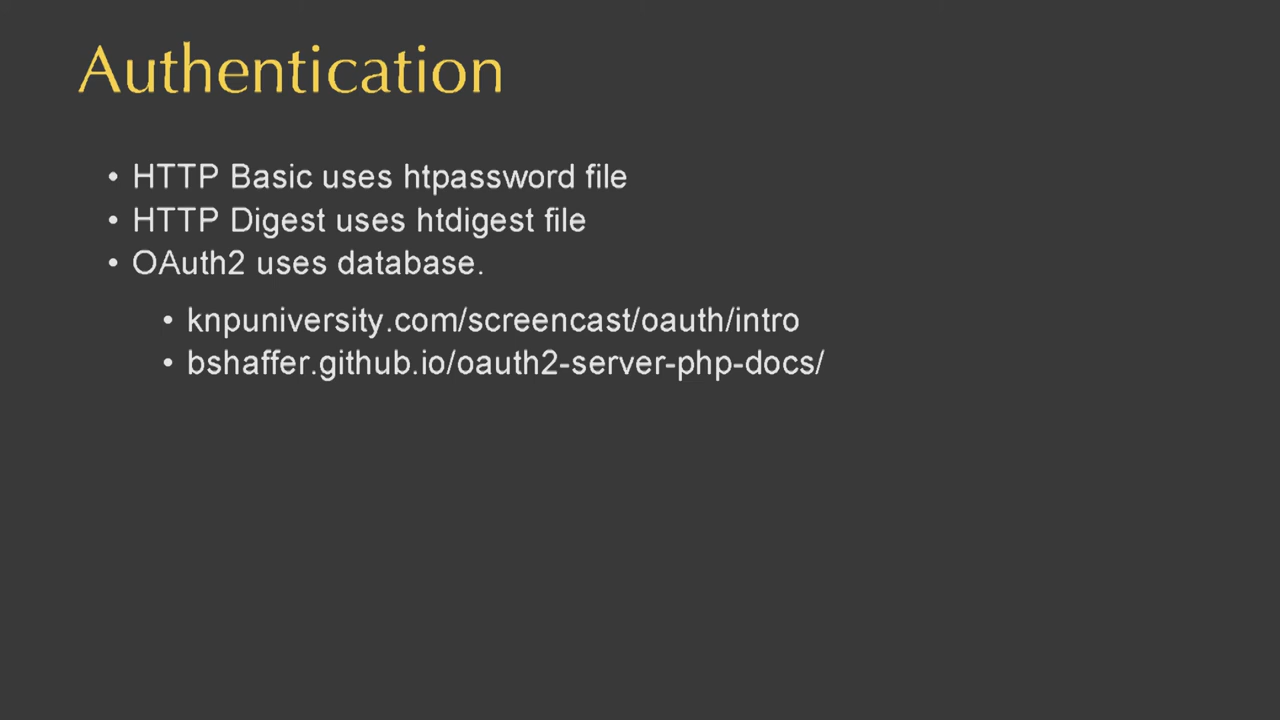 Authentication
• HTTP Basic uses htpassword file
• HTTP Digest uses htdigest file
• OAuth2 uses database.
• knpuniversity.com/screencast/oauth/intro
• bshaffer.github.io/oauth2-server-php-docs/